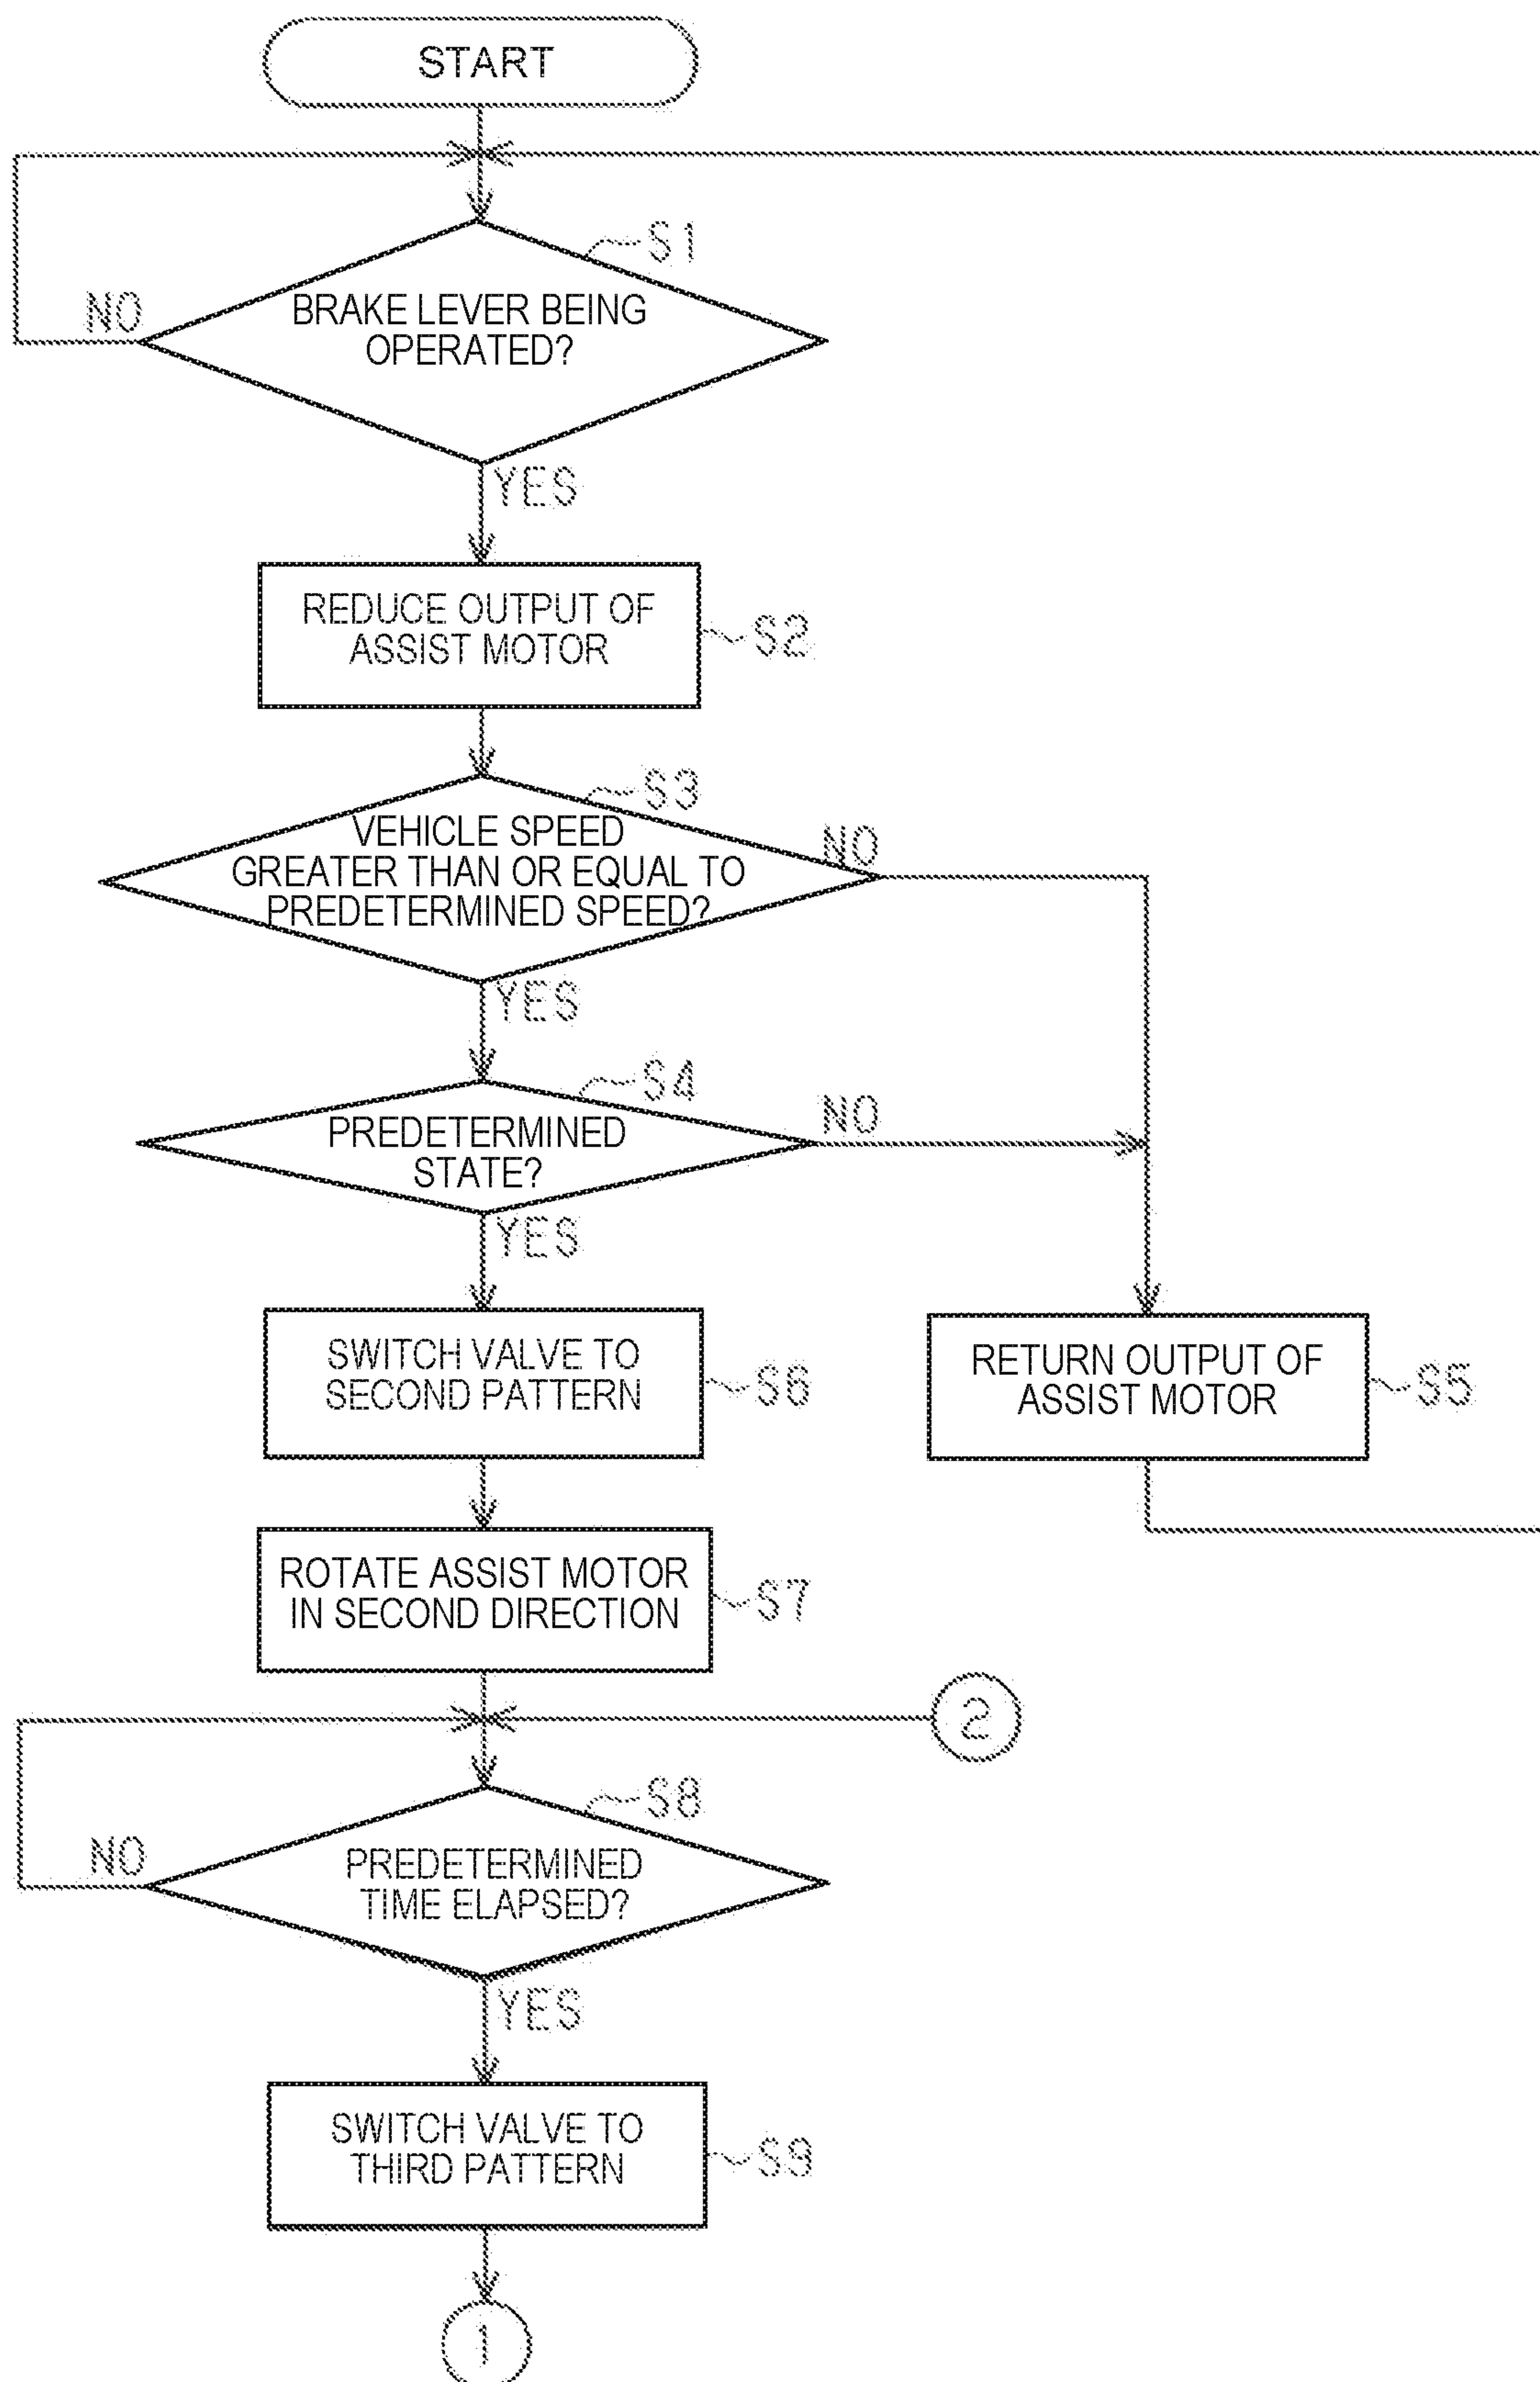 START
S1
NO
BRAKE LEVER BEING
OPERATED?
YES
REDUCE OUTPUT OF
ASSIST MOTOR
S2
S3
VEHICLE SPEED
GREATER THAN OR EQUAL TO
PREDETERMINED SPEED?
NO
YES
S4
PREDETERMINED
STATE?
NO
YES
SWITCH VALVE TO
SECOND PATTERN
S6
RETURN OUTPUT OF
ASSIST MOTOR
S5
ROTATE ASSIST MOTOR
IN SECOND DIRECTION
S7
2
S8
NO
PREDETERMINED
TIME ELAPSED?
YES
SWITCH VALVE TO
THIRD PATTERN
S9
1